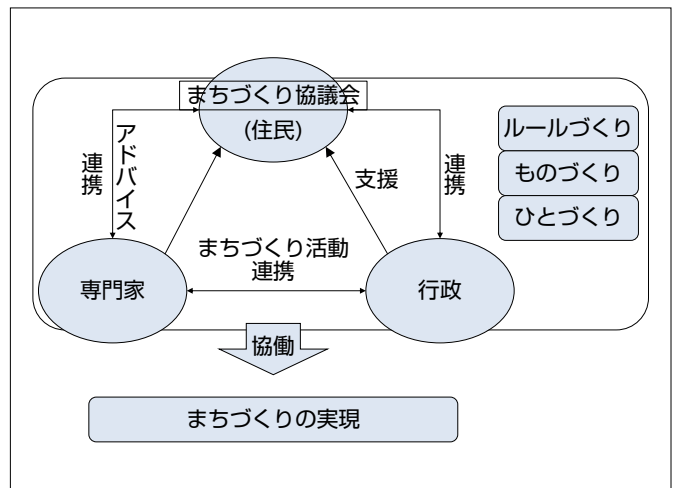 まちづくり協議会
(住民)
ルールづくり
ものづくり
ひとづくり
連携
アドバイス
支援
連携
まちづくり活動
連携
専門家
行政
協働
まちづくりの実現